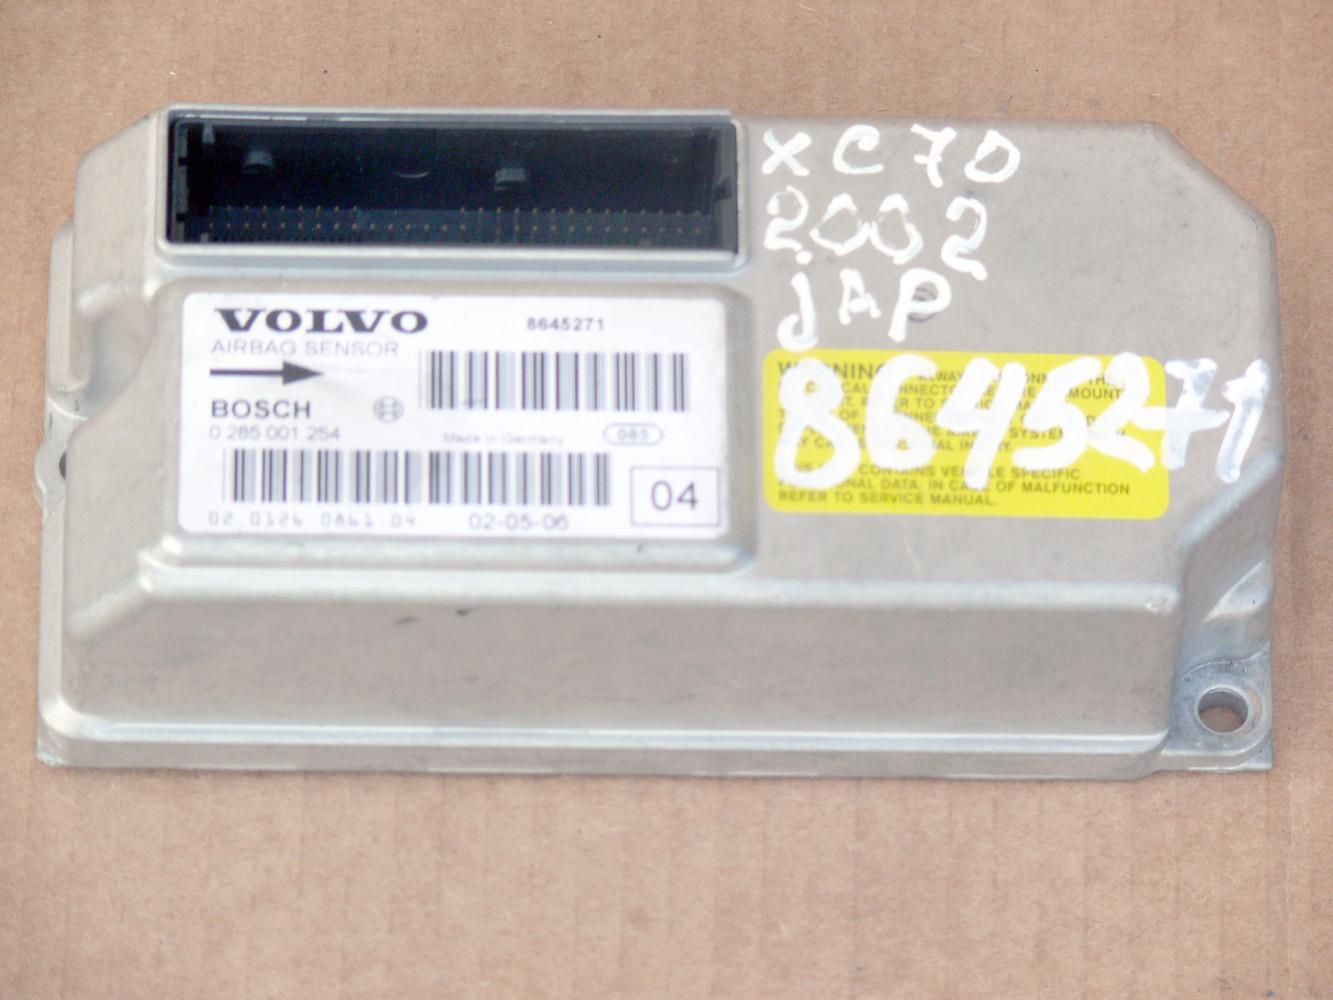 XC70
2002
jAP
8645271
VOLVO 8645271
AIRBAG SENSOR
BOSCH
0 285 001 254
Made in Germany 085
04
02 0126 0861 04 02-05-06
WARNING: ALWAYS
CONTAINS VEHICLE SPECIFIC
DATA. IN CASE OF MALFUNCTION
REFER TO SERVICE MANUAL.